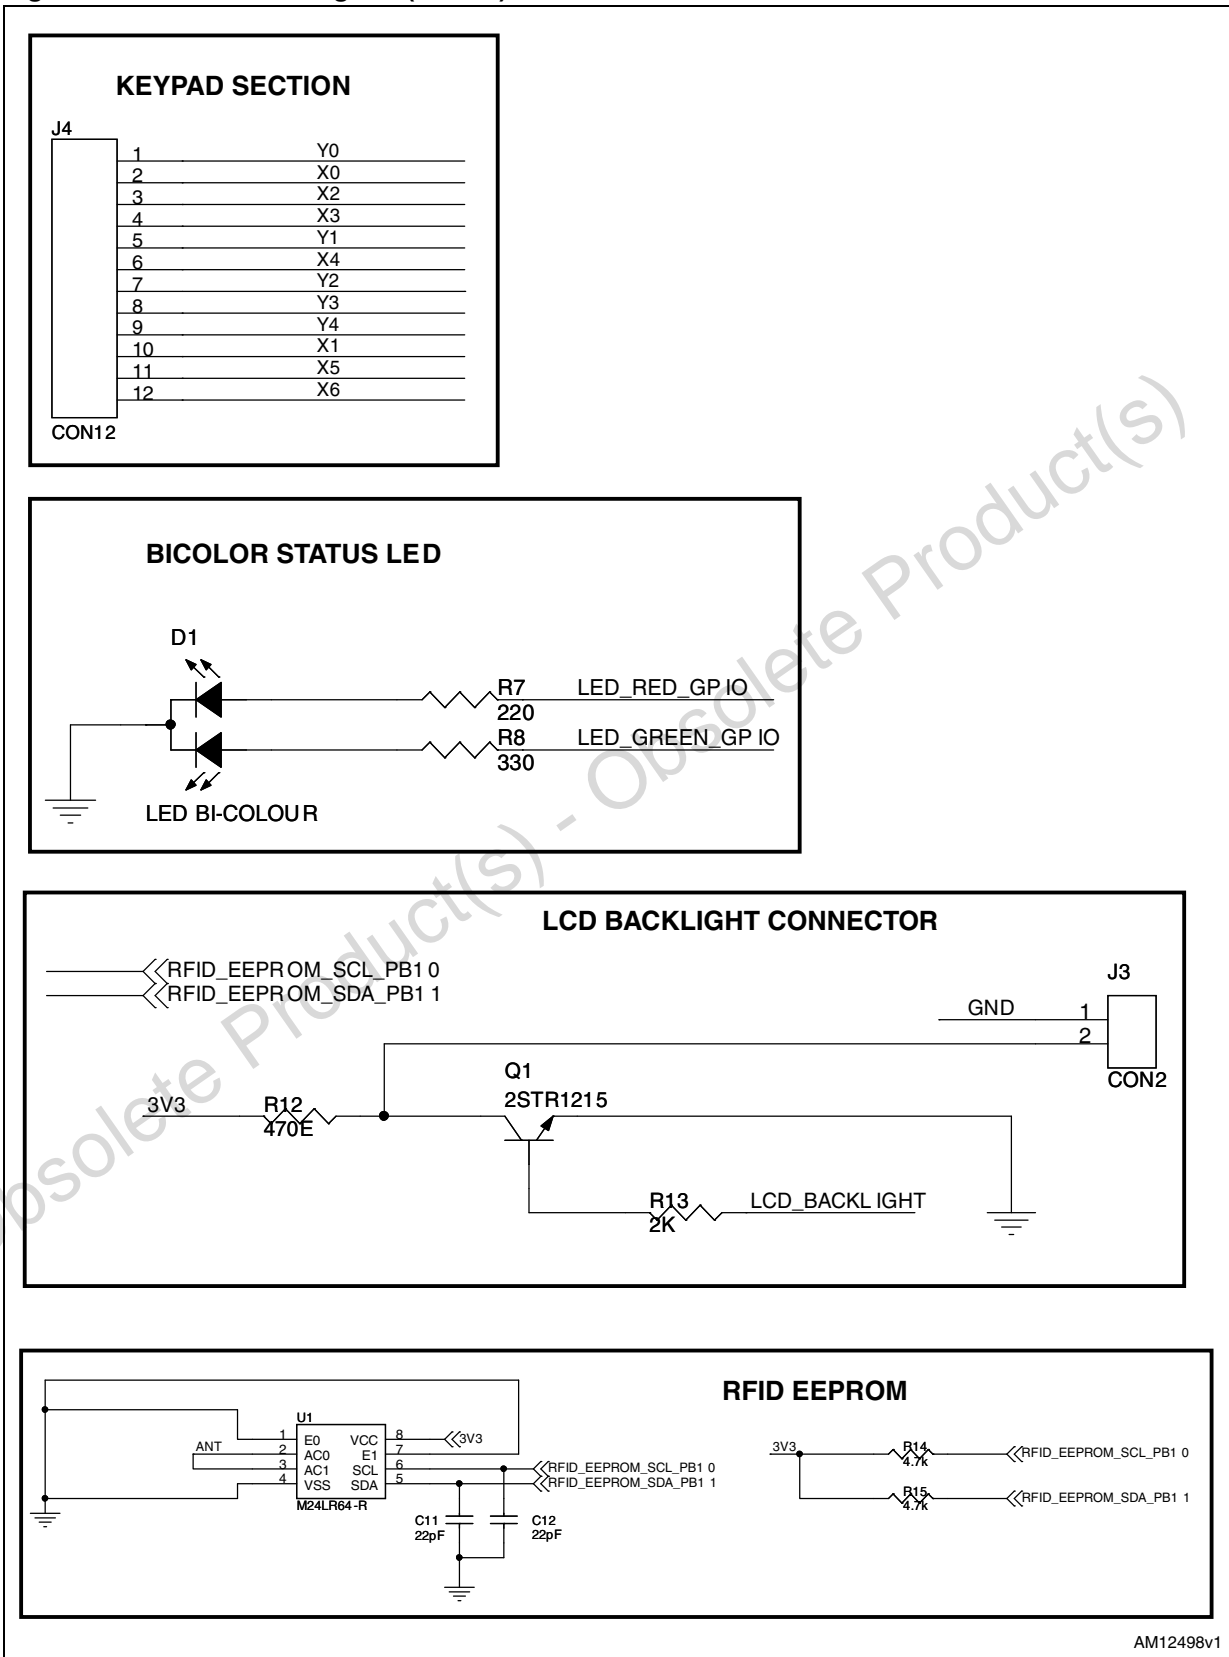 KEYPAD SECTION
J4
1 Y0
2 X0
3 X2
4 X3
5 Y1
6 X4
7 Y2
8 Y3
9 Y4
10 X1
11 X5
12 X6
CON12
BICOLOR STATUS LED
D1
R7 LED_RED_GPIO
220
R8 LED_GREEN_GPIO
330
LED BI-COLOUR
LCD BACKLIGHT CONNECTOR
RFID_EEPROM_SCL_PB10
RFID_EEPROM_SDA_PB11
J3
GND 1
2
CON2
Q1
2STR1215
3V3 R12
470E
R13 LCD_BACKLIGHT
2K
RFID EEPROM
U1
1 E0 VCC 8 3V3
ANT 2 AC0 E1 7
3 AC1 SCL 6 RFID_EEPROM_SCL_PB10
4 VSS SDA 5 RFID_EEPROM_SDA_PB11
M24LR64-R
C11 C12
22pF 22pF
3V3 R14 RFID_EEPROM_SCL_PB10
4.7k
R15 RFID_EEPROM_SDA_PB11
4.7k
AM12498v1
Obsolete Product(s) - Obsolete Product(s)